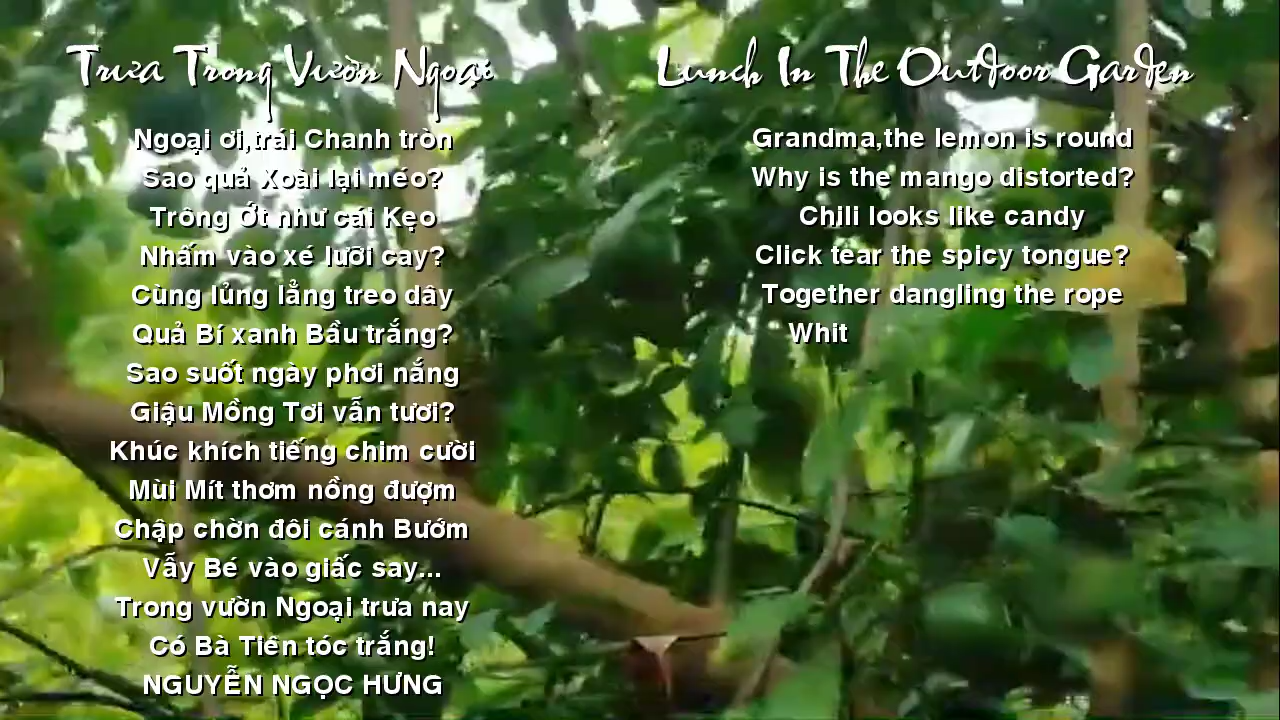 Trưa Trong Vườn Ngoại
Ngoại ơi,trái Chanh tròn
Sao quả Xoài lại méo?
Trông Ớt như cái Kẹo
Nhấm vào xé lưỡi cay?
Cùng lủng lẳng treo dây
Quả Bí xanh Bầu trắng?
Sao suốt ngày phơi nắng
Giậu Mồng Tơi vẫn tươi?
Khúc khích tiếng chim cười
Mùi Mít thơm nồng đượm
Chập chờn đôi cánh Bướm
Vẫy Bé vào giấc say...
Trong vườn Ngoại trưa nay
Có Bà Tiên tóc trắng!
NGUYỄN NGỌC HƯNG
Lunch In The Outdoor Garden
Grandma,the lemon is round
Why is the mango distorted?
Chili looks like candy
Click tear the spicy tongue?
Together dangling the rope
Whit